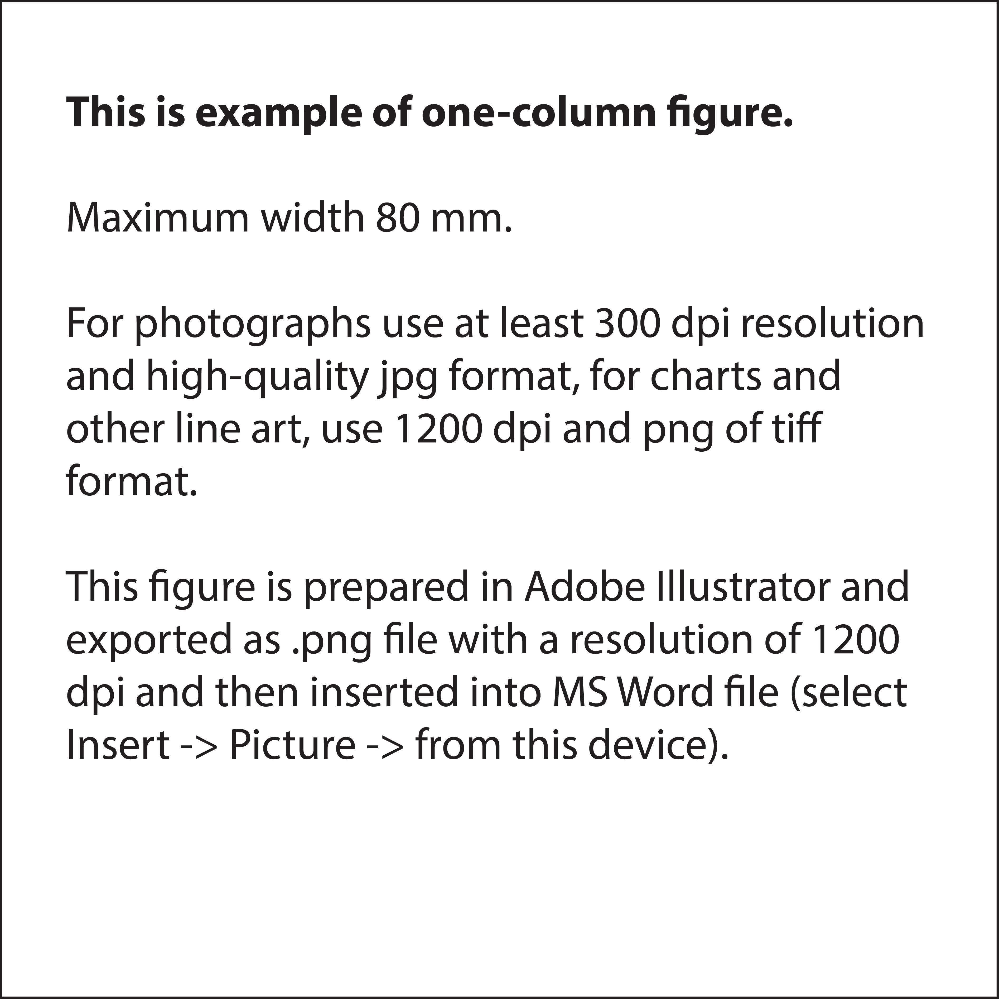 This is example of one-column figure.
Maximum width 80 mm.
For photographs use at least 300 dpi resolution
and high-quality jpg format, for charts and
other line art, use 1200 dpi and png of tiff
format.
This figure is prepared in Adobe Illustrator and
exported as .png file with a resolution of 1200
dpi and then inserted into MS Word file (select
Insert -> Picture -> from this device).